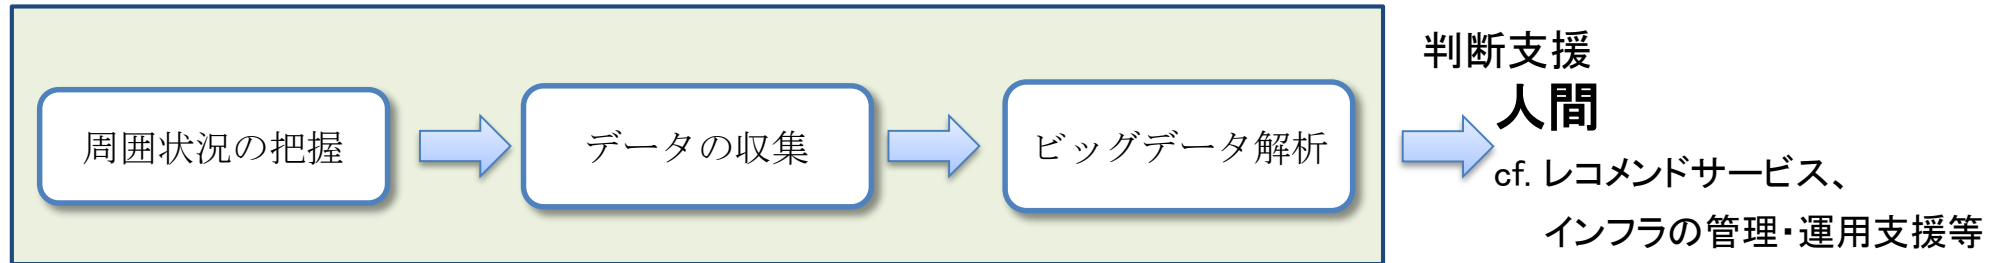 周囲状況の把握
データの収集
ビッグデータ解析
判断支援
人間
cf. レコメンドサービス、
インフラの管理・運用支援等